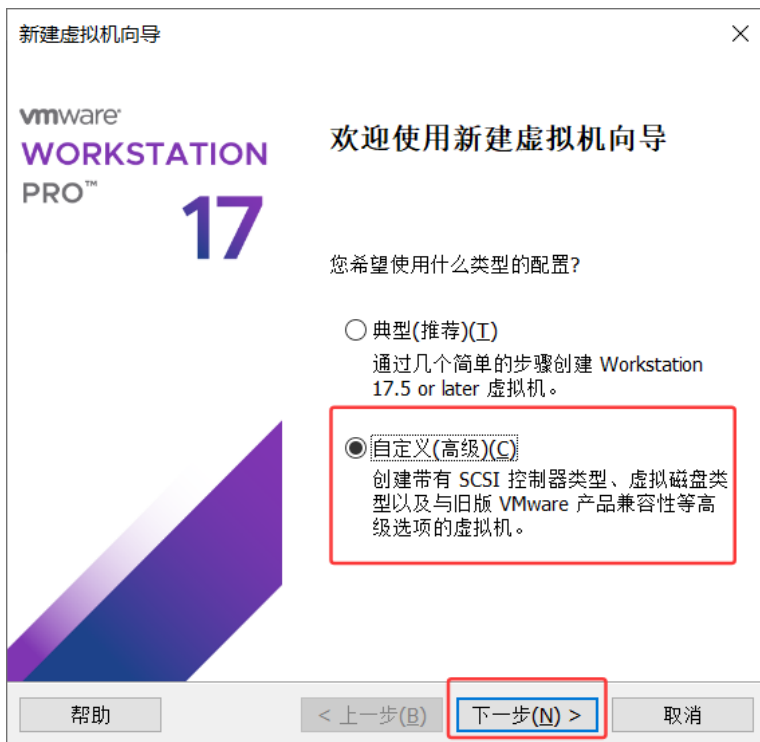 新建虚拟机向导
vmware
WORKSTATION
PRO™
17
欢迎使用新建虚拟机向导
您希望使用什么类型的配置?
典型(推荐)(T)
通过几个简单的步骤创建 Workstation
17.5 or later 虚拟机。
自定义(高级)(C)
创建带有 SCSI 控制器类型、虚拟磁盘类
型以及与旧版 VMware 产品兼容性等高
级选项的虚拟机。
帮助
< 上一步(B)
下一步(N) >
取消